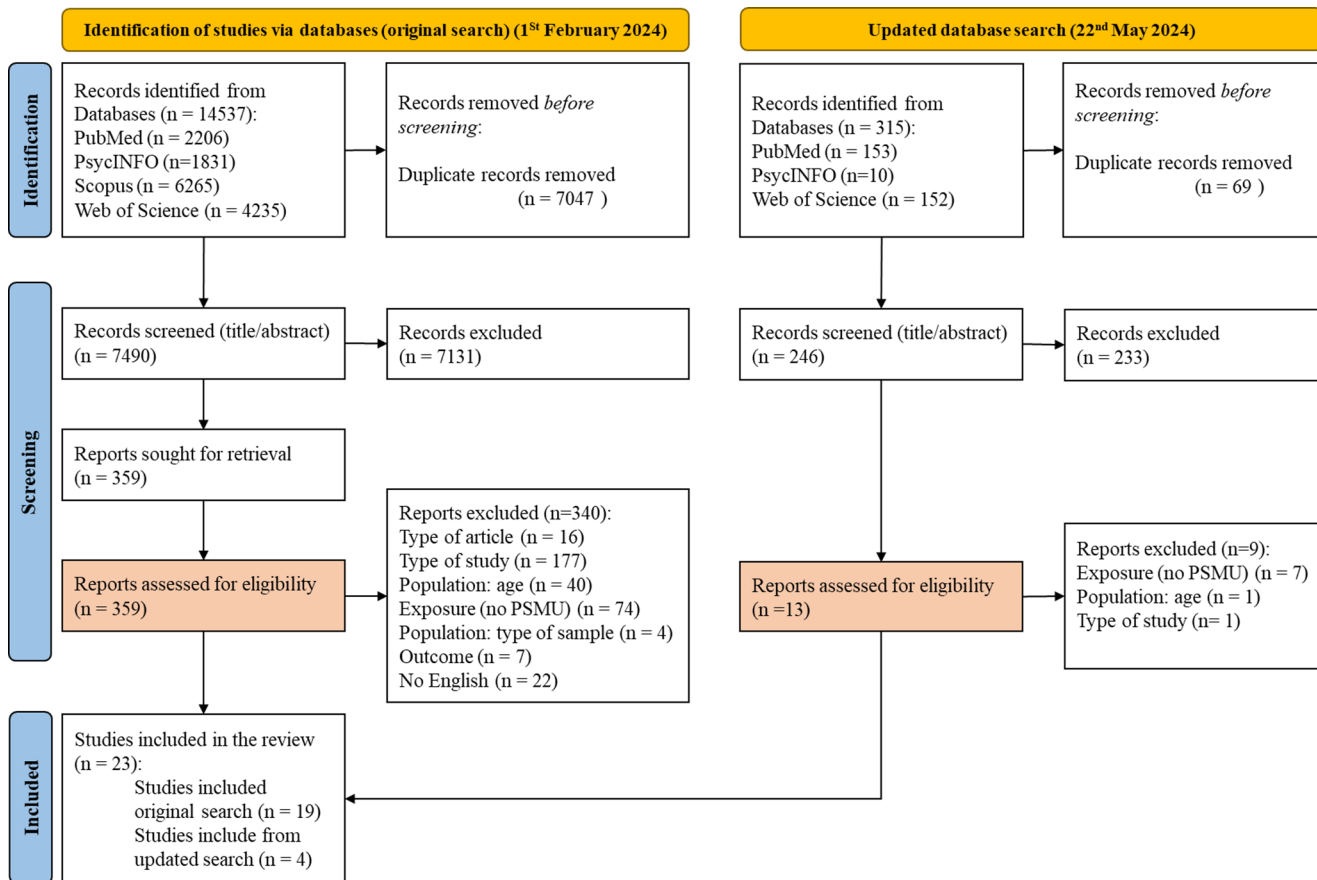 Identification of studies via databases (original search) (1St February 2024)
Updated database search (22nd May 2024)
Identification
Records identified from
Databases (n = 14537):
PubMed (n = 2206)
PsycINFO (n=1831)
Scopus (n = 6265)
Web of Science (n = 4235)
Records removed before
screening:
Duplicate records removed
(n = 7047 )
Records identified from
Databases (n = 315):
PubMed (n = 153)
PsycINFO (n=10)
Web of Science (n = 152)
Records removed before
screening:
Duplicate records removed
(n = 69 )
Screening
Records screened (title/abstract)
(n = 7490)
Records excluded
(n = 7131)
Records screened (title/abstract)
(n = 246)
Records excluded
(n = 233)
Reports sought for retrieval
(n = 359)
Reports assessed for eligibility
(n = 359)
Reports excluded (n=340):
Type of article (n = 16)
Type of study (n = 177)
Population: age (n = 40)
Exposure (no PSMU) (n = 74)
Population: type of sample (n = 4)
Outcome (n = 7)
No English (n = 22)
Reports assessed for eligibility
(n =13)
Reports excluded (n=9):
Exposure (no PSMU) (n = 7)
Population: age (n = 1)
Type of study (n= 1)
Included
Studies included in the review
(n = 23):
Studies included
original search (n = 19)
Studies include from
updated search (n = 4)